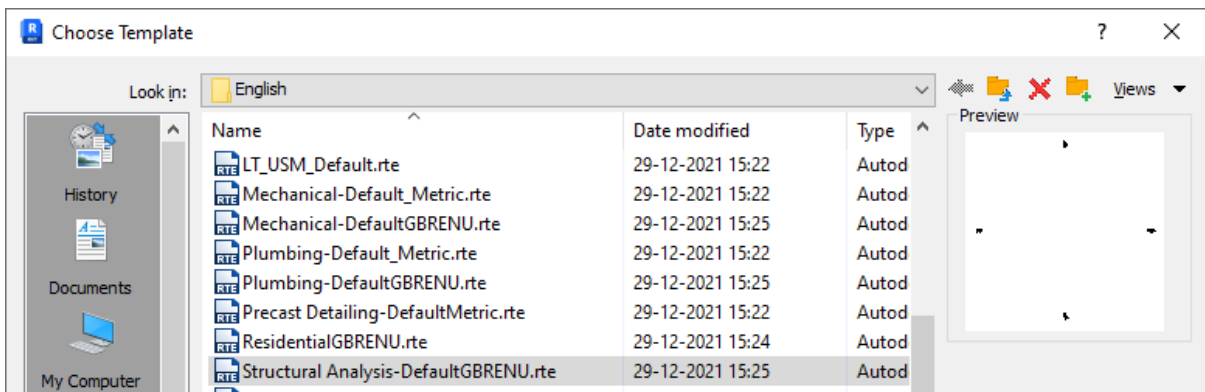 Choose Template ?
Look in: English Views
Name Date modified Type Preview
LT_USM_Default.rte 29-12-2021 15:22 Autod
Mechanical-Default_Metric.rte 29-12-2021 15:22 Autod
Mechanical-DefaultGBRENU.rte 29-12-2021 15:25 Autod
Plumbing-Default_Metric.rte 29-12-2021 15:22 Autod
Plumbing-DefaultGBRENU.rte 29-12-2021 15:25 Autod
Precast Detailing-DefaultMetric.rte 29-12-2021 15:22 Autod
ResidentialGBRENU.rte 29-12-2021 15:24 Autod
Structural Analysis-DefaultGBRENU.rte 29-12-2021 15:25 Autod
History
Documents
My Computer